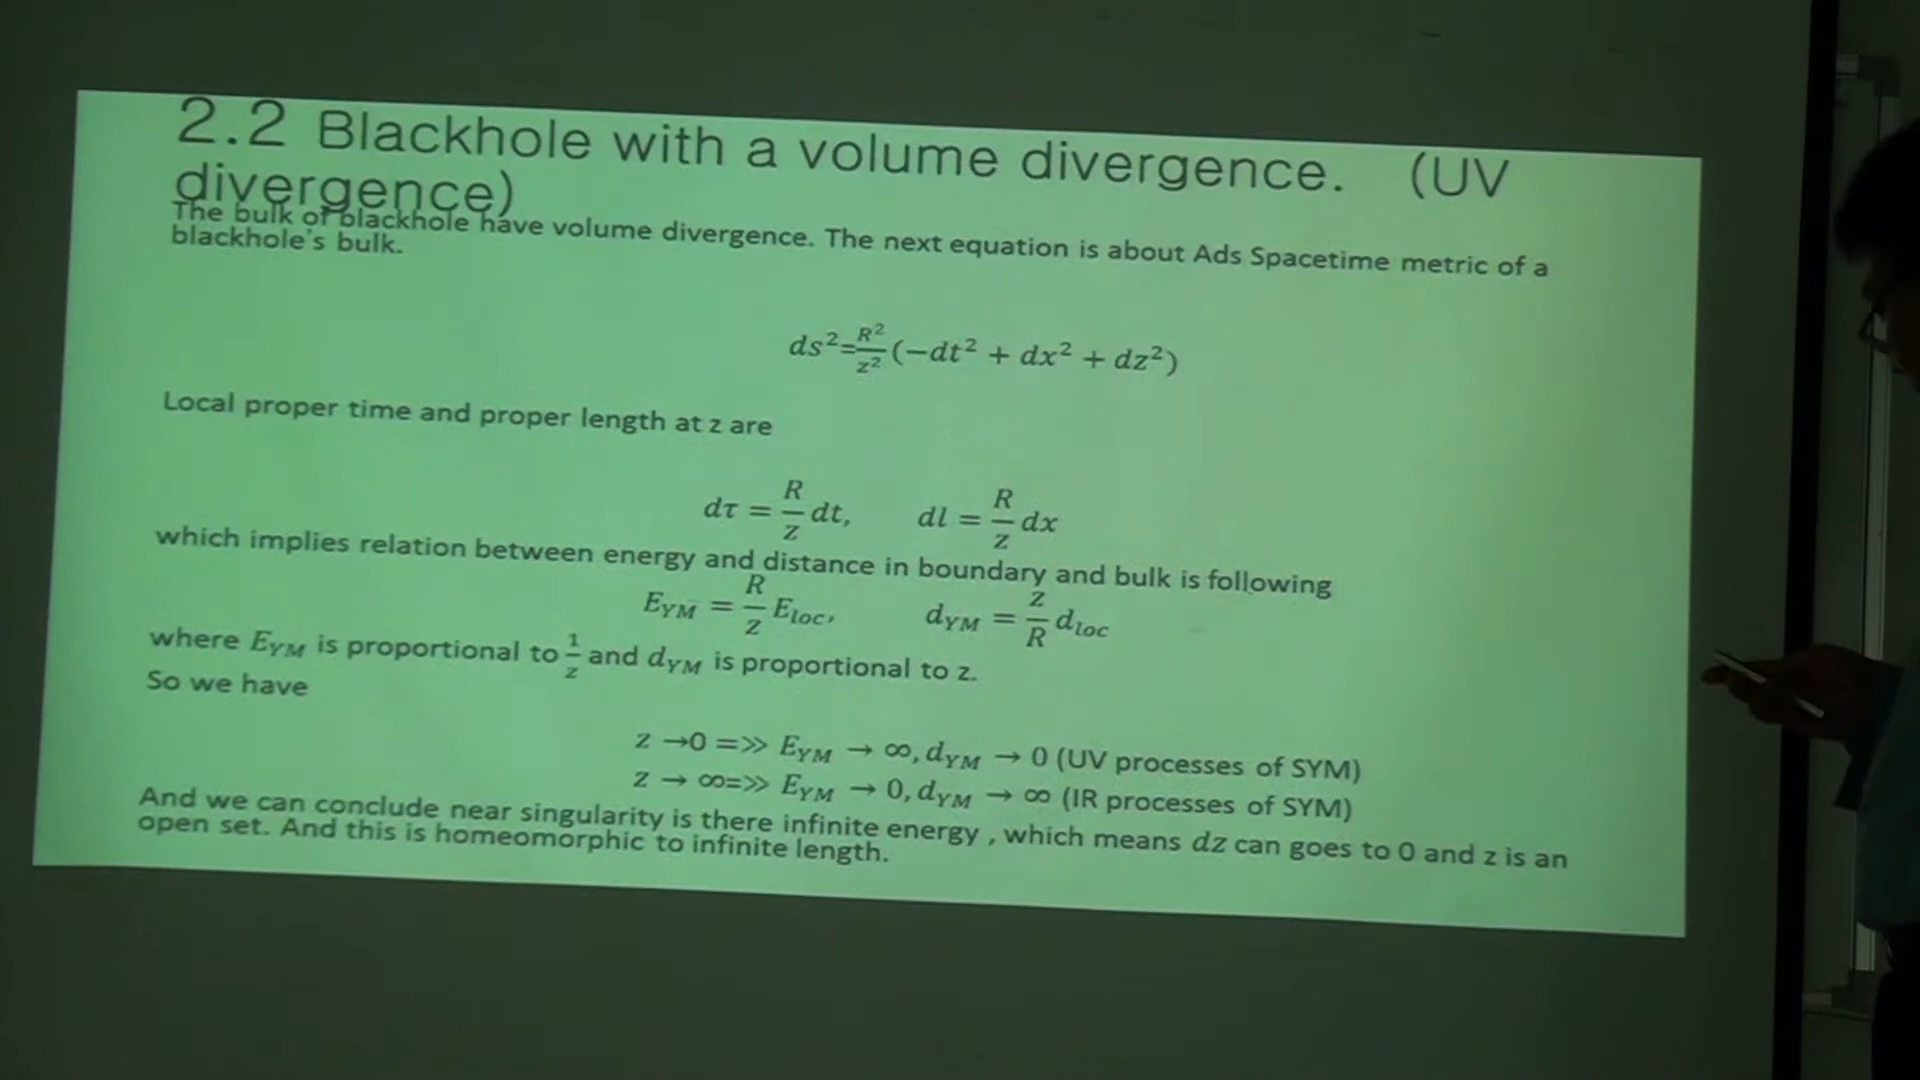 2.2 Blackhole with a volume divergence. (UV
divergence)
The bulk of blackhole have volume divergence. The next equation is about Ads Spacetime metric of a
blackhole's bulk.
ds²=R²/z²(−dt² + dx² + dz²)
Local proper time and proper length at z are
dτ = R/z dt, dl = R/z dx
which implies relation between energy and distance in boundary and bulk is following
E_YM = R/z E_loc, d_YM = z/R d_loc
where E_YM is proportional to 1/z and d_YM is proportional to z.
So we have
z →0 =≫ E_YM → ∞, d_YM → 0 (UV processes of SYM)
z → ∞=≫ E_YM → 0, d_YM → ∞ (IR processes of SYM)
And we can conclude near singularity is there infinite energy , which means dz can goes to 0 and z is an
open set. And this is homeomorphic to infinite length.